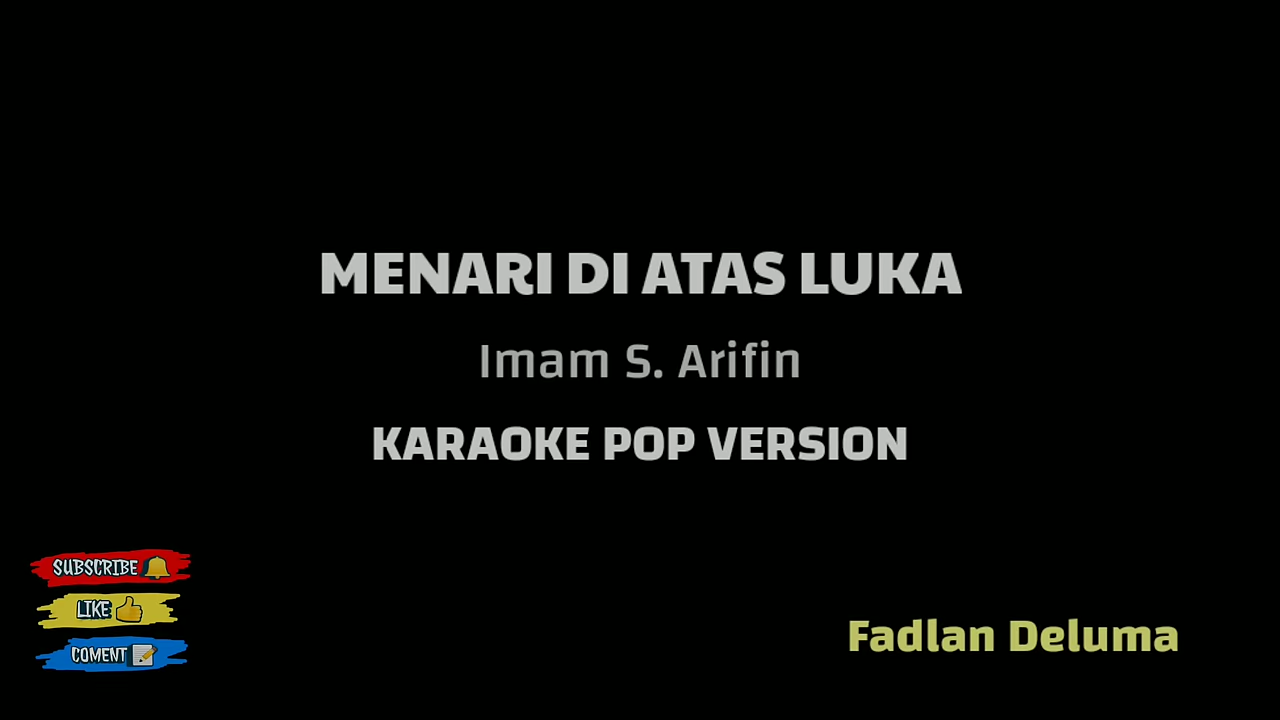 MENARI DI ATAS LUKA
Imam S. Arifin
KARAOKE POP VERSION
SUBSCRIBE
LIKE
COMENT
Fadlan Deluma